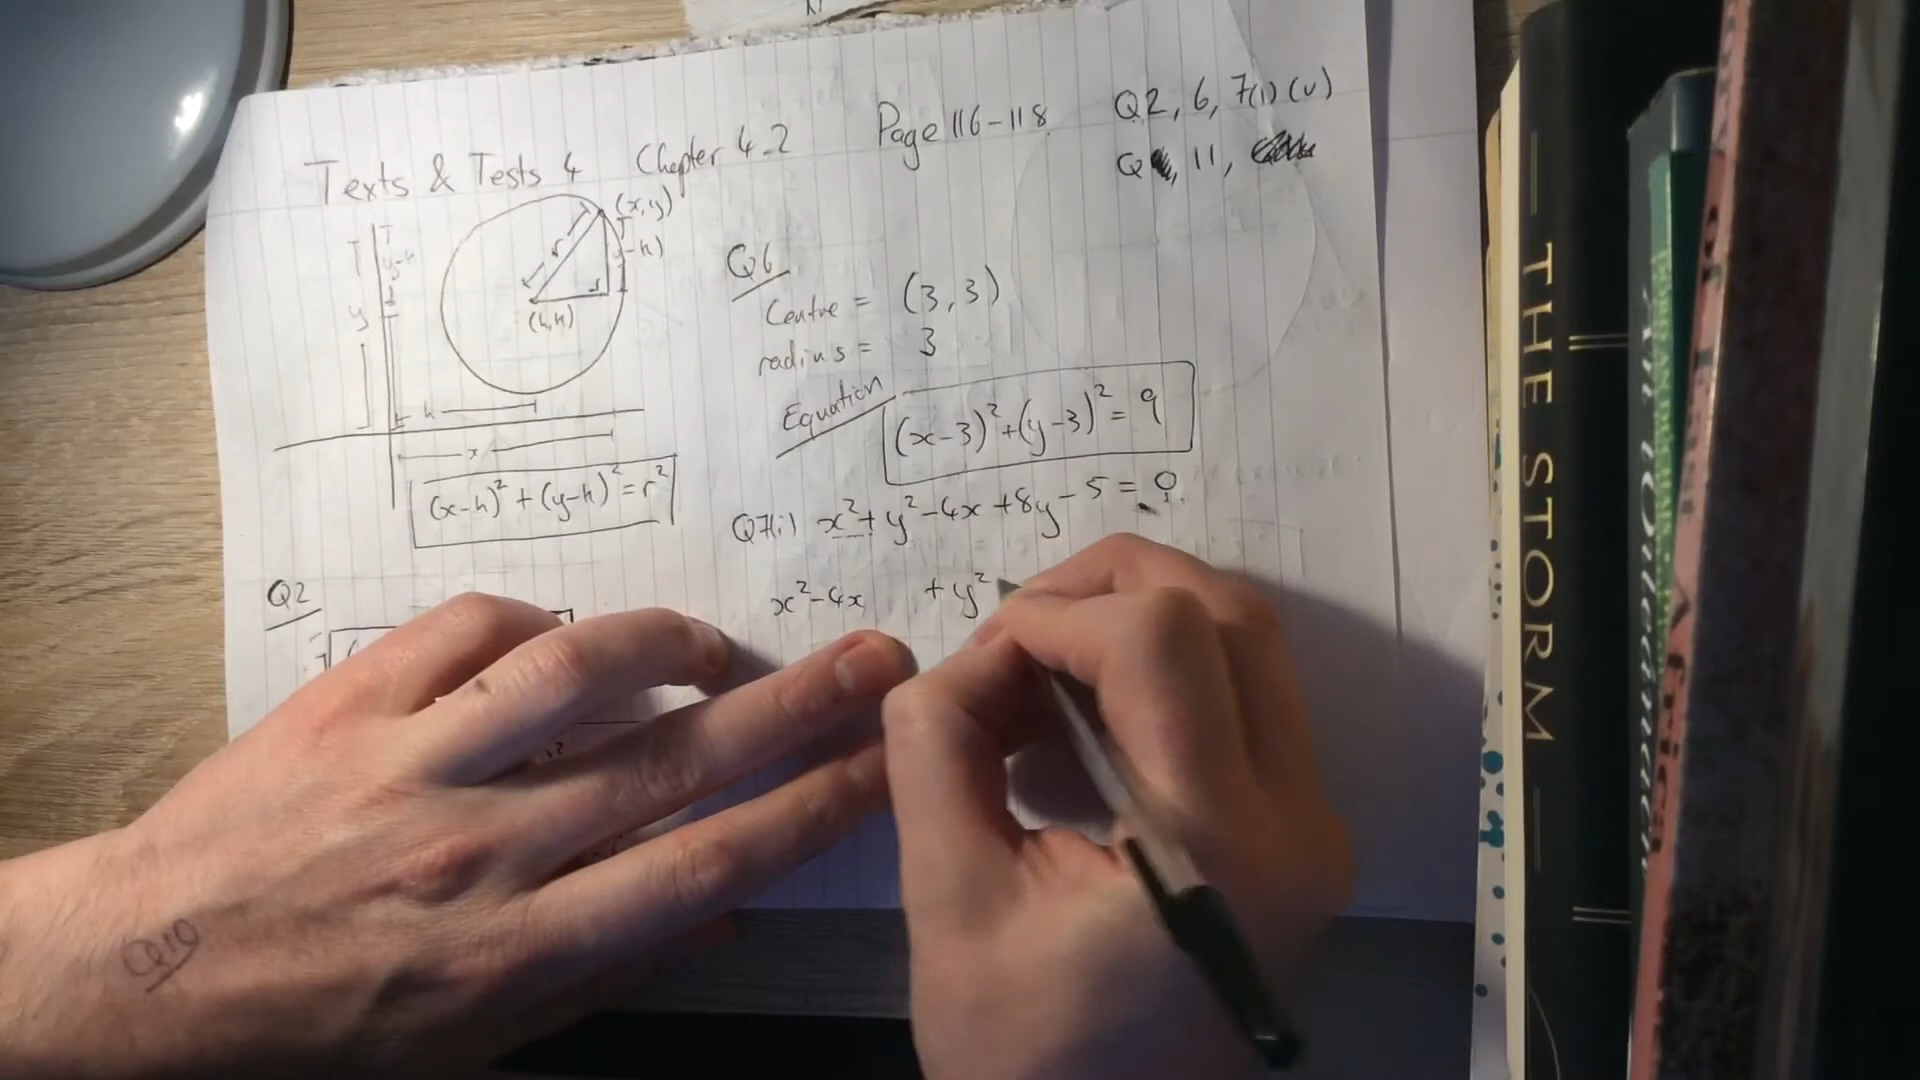 Texts & Tests 4 Chapter 4.2 Page 116-118 Q2, 6, 7(i) (v)
Q , 11,
(x,y)
r
y-k
y
(h,k)
h
x
(x-h)² + (y-k)² = r²
Q2
Q6
Centre = (3, 3)
radius = 3
Equation
(x-3)² + (y-3)² = 9
Q7(i) x² + y² - 4x + 8y - 5 = 0
x² - 4x + y²
Q10
THE STORM